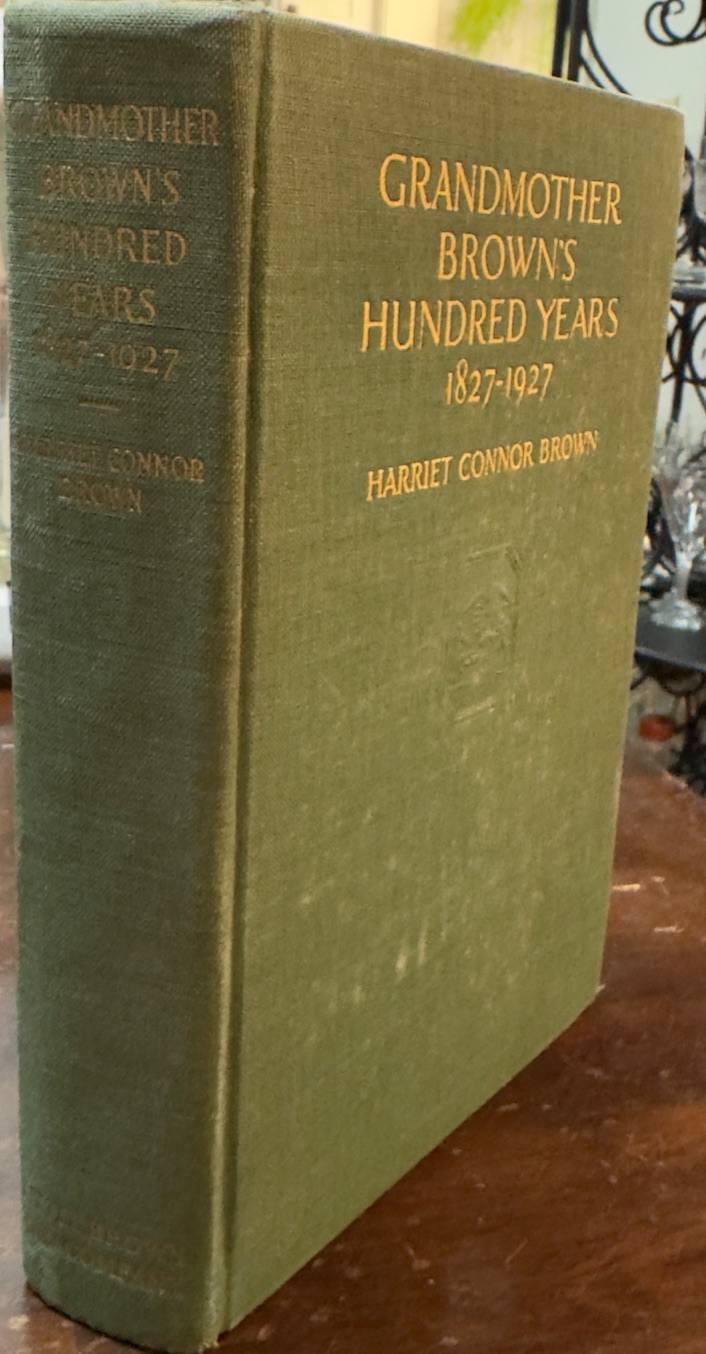 GRANDMOTHER
BROWN'S
HUNDRED
YEARS
1827-1927
HARRIET CONNOR
BROWN
GRANDMOTHER
BROWN'S
HUNDRED YEARS
1827-1927
HARRIET CONNOR BROWN